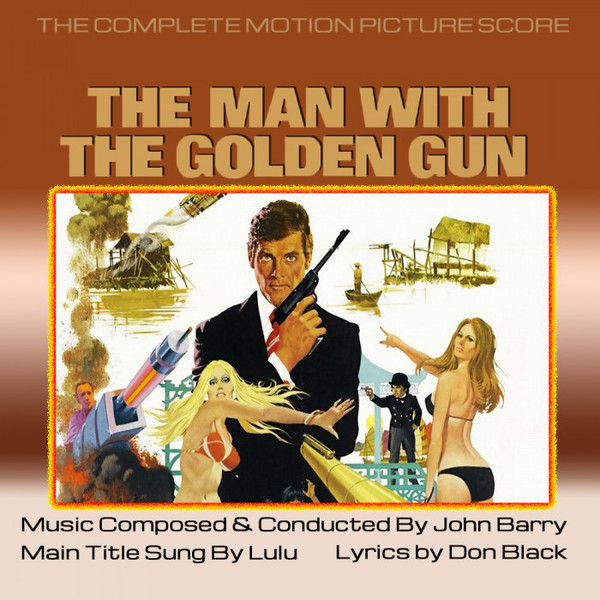 THE COMPLETE MOTION PICTURE SCORE
THE MAN WITH
THE GOLDEN GUN
Music Composed & Conducted By John Barry
Main Title Sung By Lulu Lyrics by Don Black